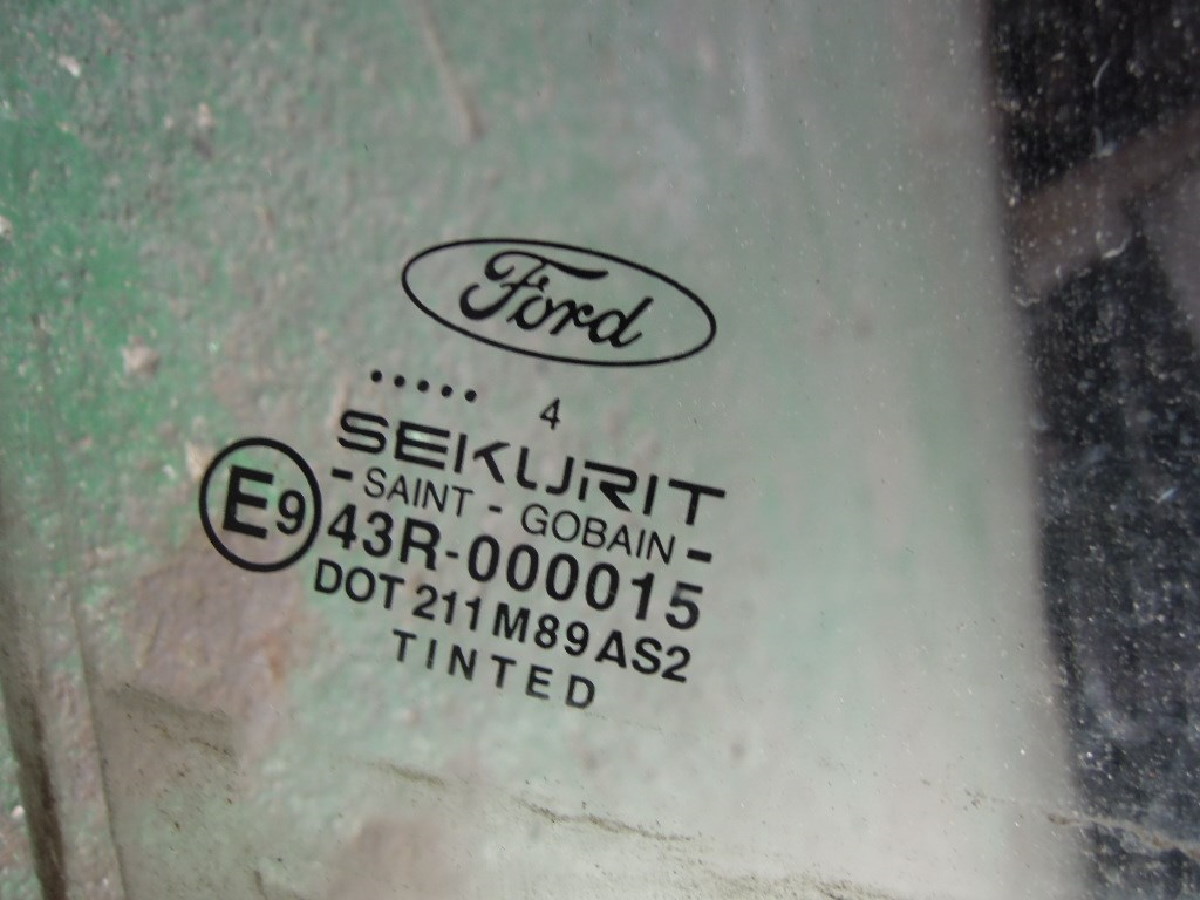 Ford
..... 4
SEKURIT
- SAINT - GOBAIN -
E9 43R-000015
DOT 211 M89 AS2
TINTED